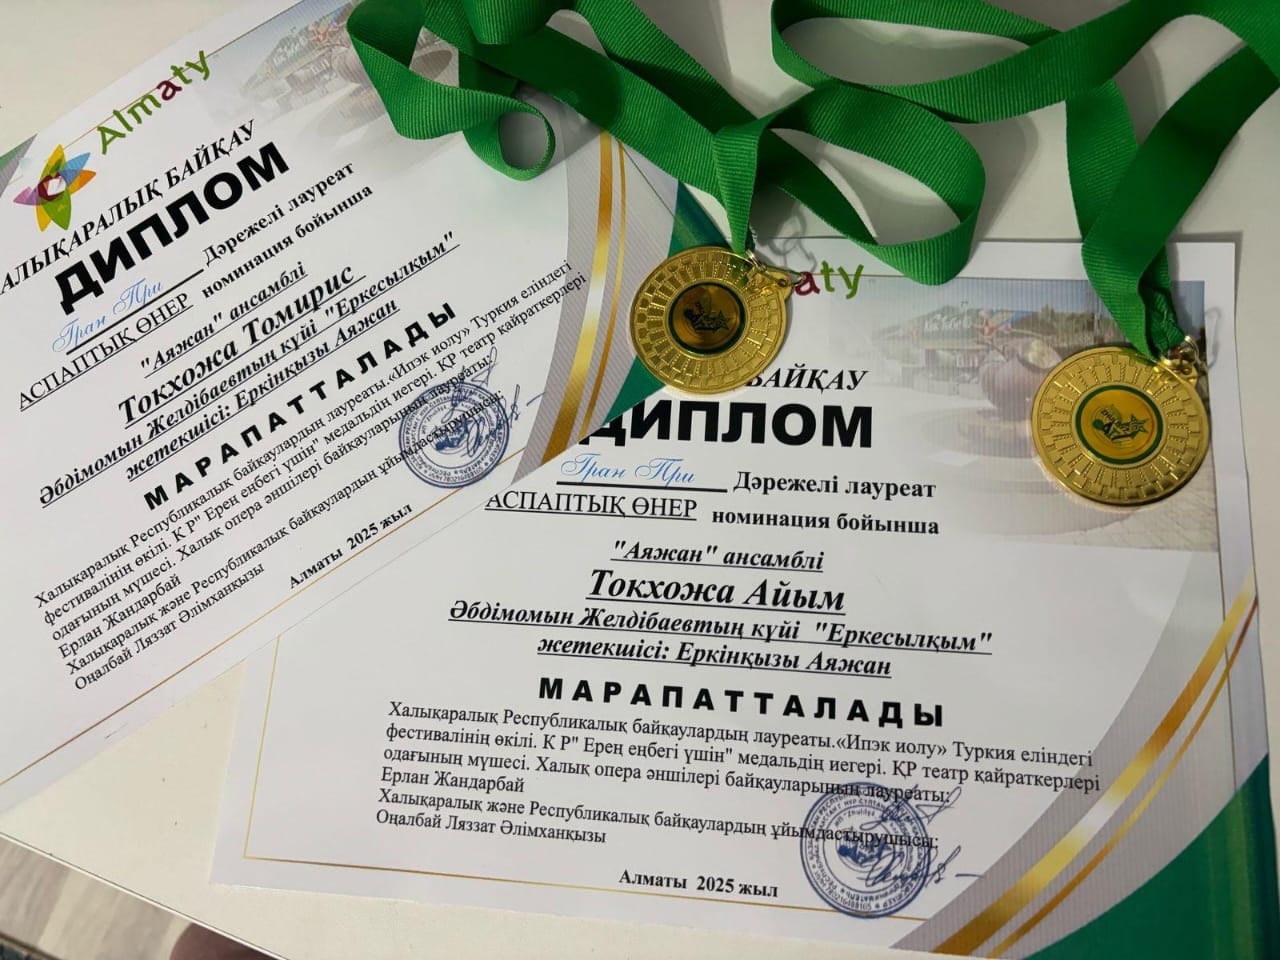 Almaty
АЛЫҚАРАЛЫҚ БАЙҚАУ
ДИПЛОМ
Гран При Дәрежелі лауреат
АСПАПТЫҚ ӨНЕР номинация бойынша
"Аяжан" ансамблі
Токхожа Томирис
Әбдімомын Желдібаевтың күйі "Еркесылқым"
жетекшісі: Еркінқызы Аяжан
МАРАПАТТАЛАДЫ
Халықаралық Республикалық байқаулардың лауреаты.«Ипэк иолу» Туркия еліндегі
фестивалінің өкілі. К Р" Ерең еңбегі үшін" медальдің иегері. ҚР театр қайраткерлері
одағының мүшесі. Халық опера әншілері байқауларының лауреаты:
Ерлан Жандарбай
Халықаралық және Республикалық байқаулардың ұйымдастырушысы:
Оңалбай Ляззат Әлімханқызы
Алматы 2025 жыл
aty
БАЙҚАУ
ДИПЛОМ
Гран При Дәрежелі лауреат
АСПАПТЫҚ ӨНЕР номинация бойынша
"Аяжан" ансамблі
Токхожа Айым
Әбдімомын Желдібаевтың күйі "Еркесылқым"
жетекшісі: Еркінқызы Аяжан
МАРАПАТТАЛАДЫ
Халықаралық Республикалық байқаулардың лауреаты.«Ипэк иолу» Туркия еліндегі
фестивалінің өкілі. К Р" Ерең еңбегі үшін" медальдің иегері. ҚР театр қайраткерлері
одағының мүшесі. Халық опера әншілері байқауларының лауреаты:
Ерлан Жандарбай
Халықаралық және Республикалық байқаулардың ұйымдастырушысы:
Оңалбай Ляззат Әлімханқызы
Алматы 2025 жыл